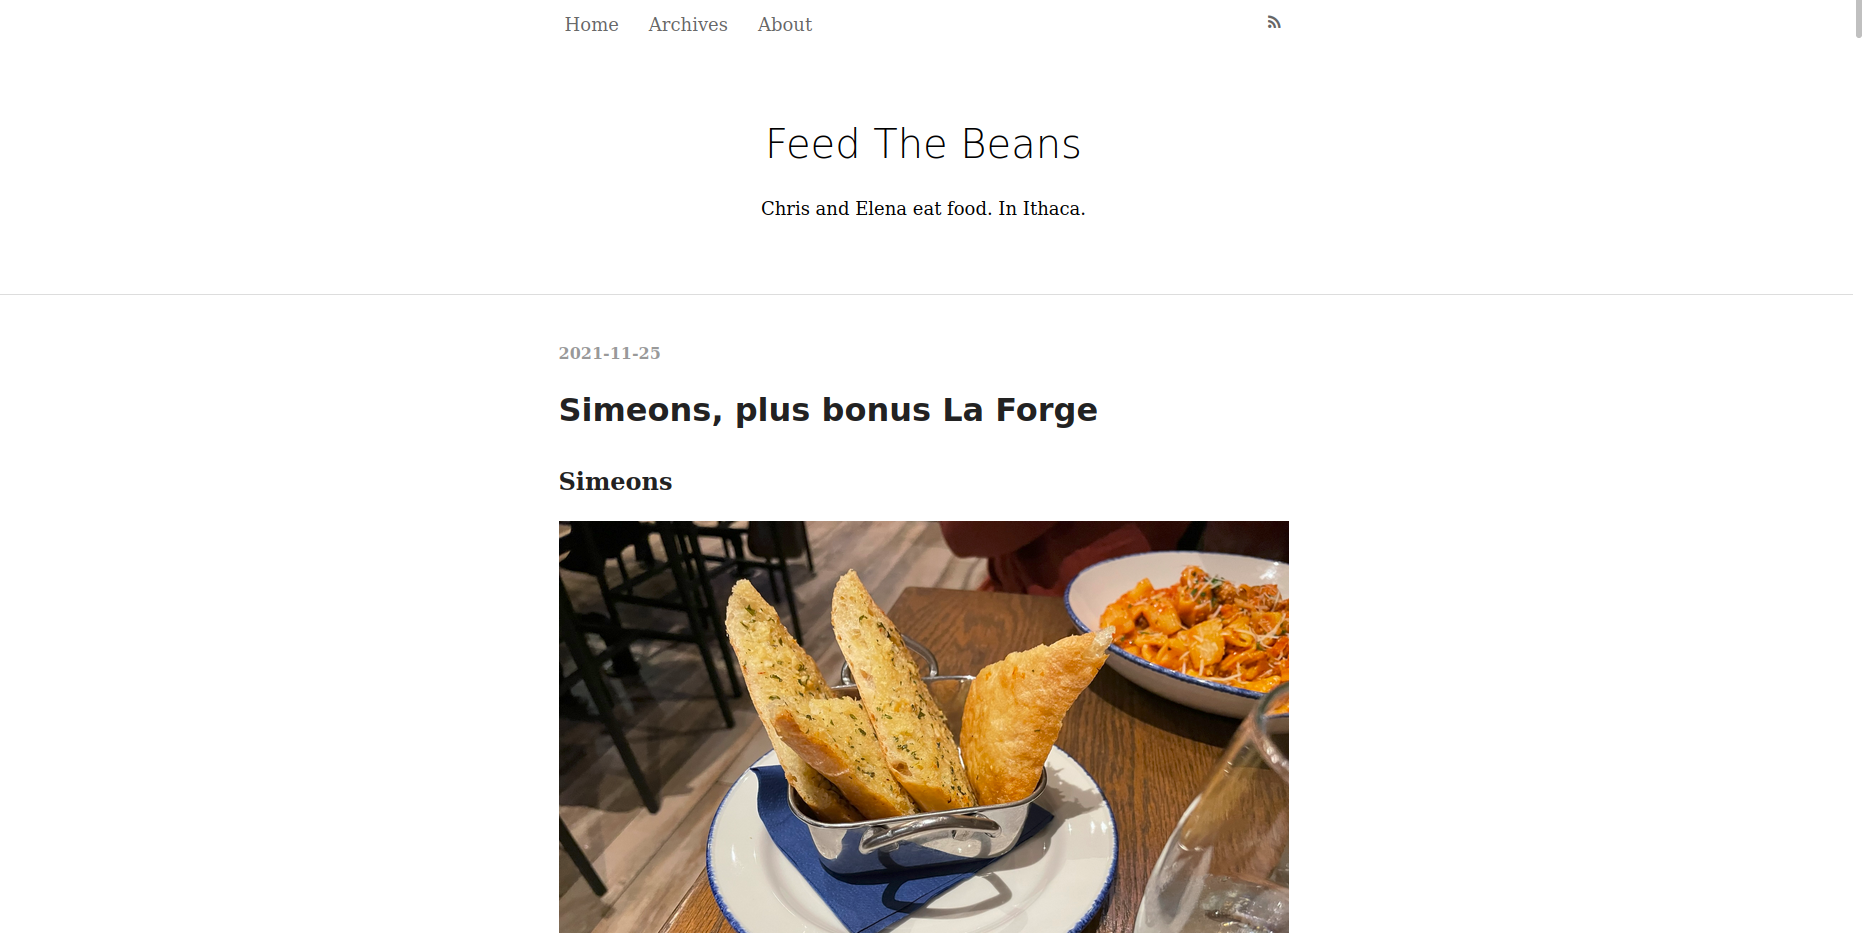 Home Archives About
Feed The Beans
Chris and Elena eat food. In Ithaca.
2021-11-25
Simeons, plus bonus La Forge
Simeons